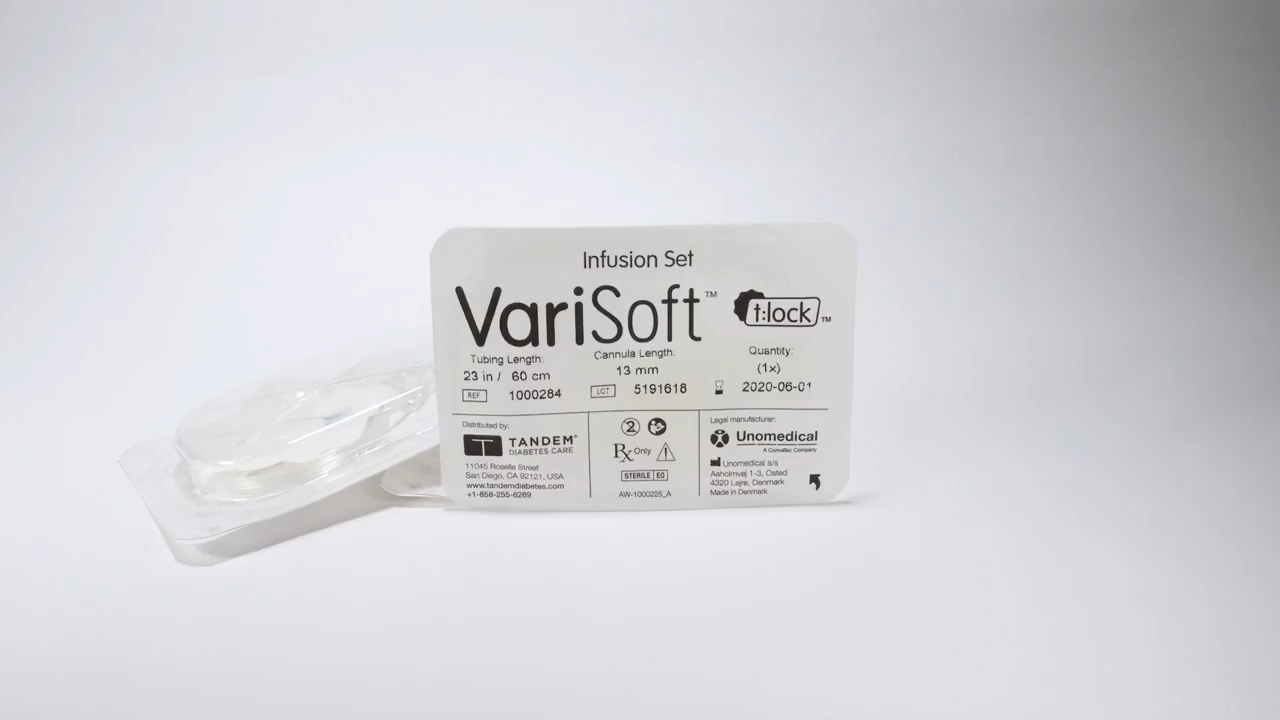 Infusion Set
VariSoft™
t:lock™
Tubing Length:
23 in / 60 cm
REF 1000284
Cannula Length:
13 mm
LOT 5191618
Quantity:
(1x)
2020-06-01
Distributed by:
TANDEM®
DIABETES CARE
11045 Roselle Street
San Diego, CA 92121, USA
www.tandemdiabetes.com
+1-858-255-6269
2
Rx Only
STERILE EO
AW-1000225_A
Legal manufacturer:
Unomedical
A ConvaTec Company
Unomedical a/s
Aaholmvej 1-3, Osted
4320 Lejre, Denmark
Made in Denmark